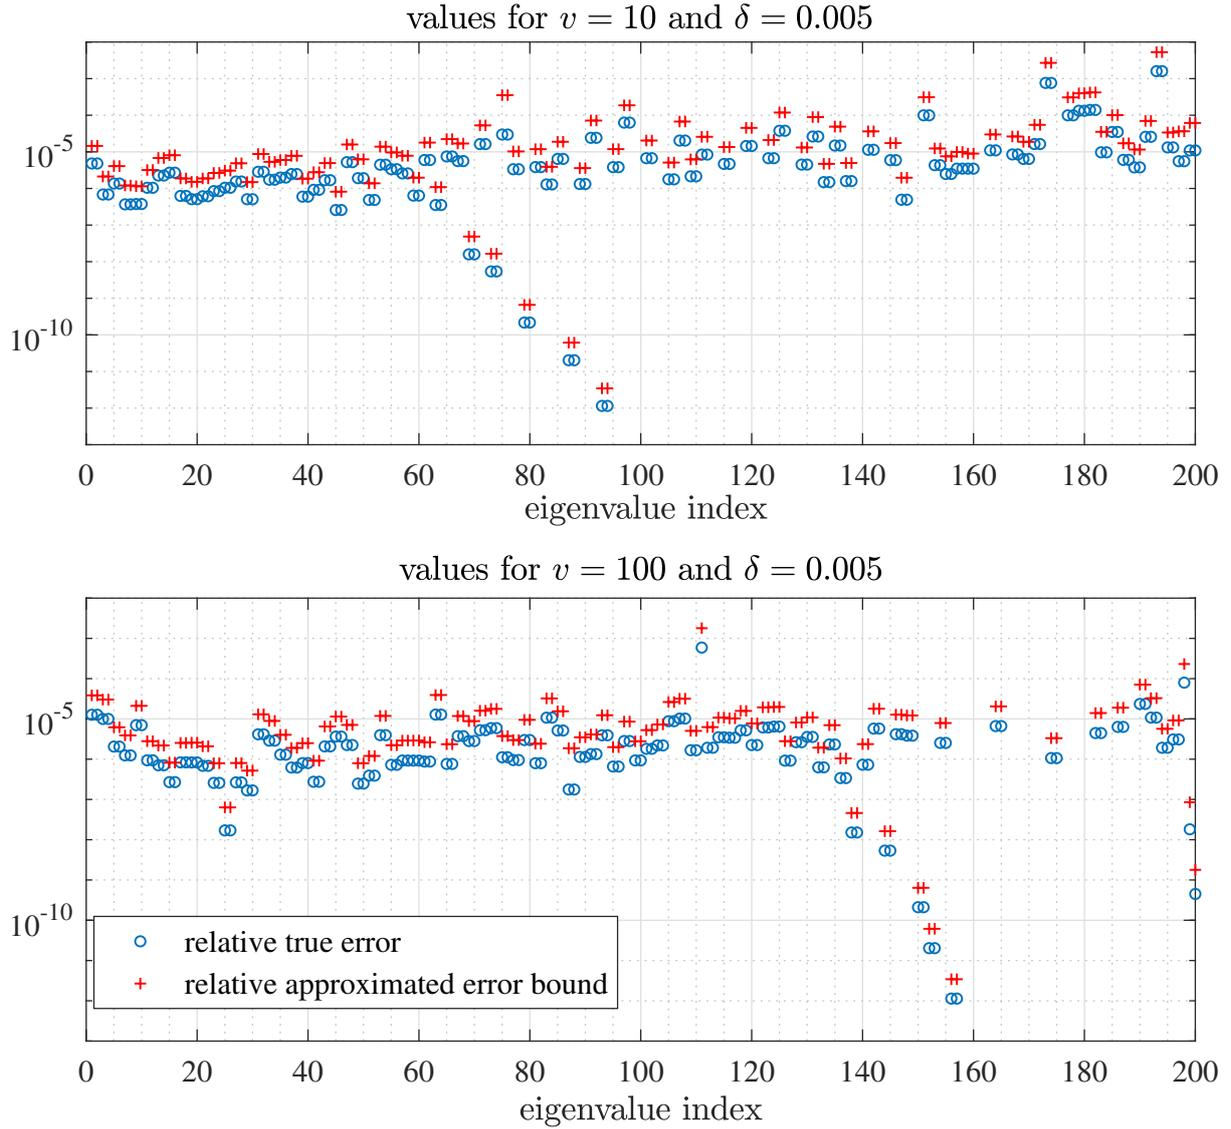 values for v = 10 and δ = 0.005
10^-5
10^-10
0 20 40 60 80 100 120 140 160 180 200
eigenvalue index
values for v = 100 and δ = 0.005
10^-5
10^-10
relative true error
relative approximated error bound
0 20 40 60 80 100 120 140 160 180 200
eigenvalue index